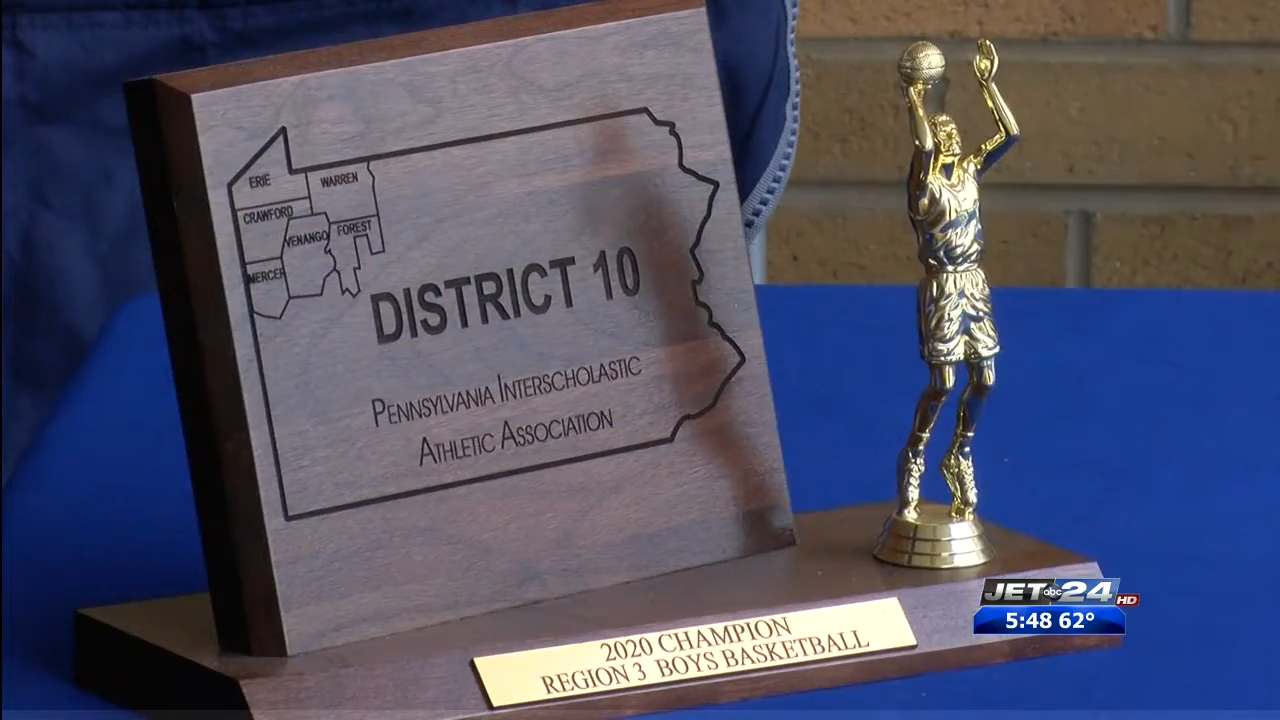 ERIE
WARREN
CRAWFORD
VENANGO
FOREST
MERCER
DISTRICT 10
PENNSYLVANIA INTERSCHOLASTIC
ATHLETIC ASSOCIATION
2020 CHAMPION
REGION 3 BOYS BASKETBALL
JET abc 24 HD
5:48 62°